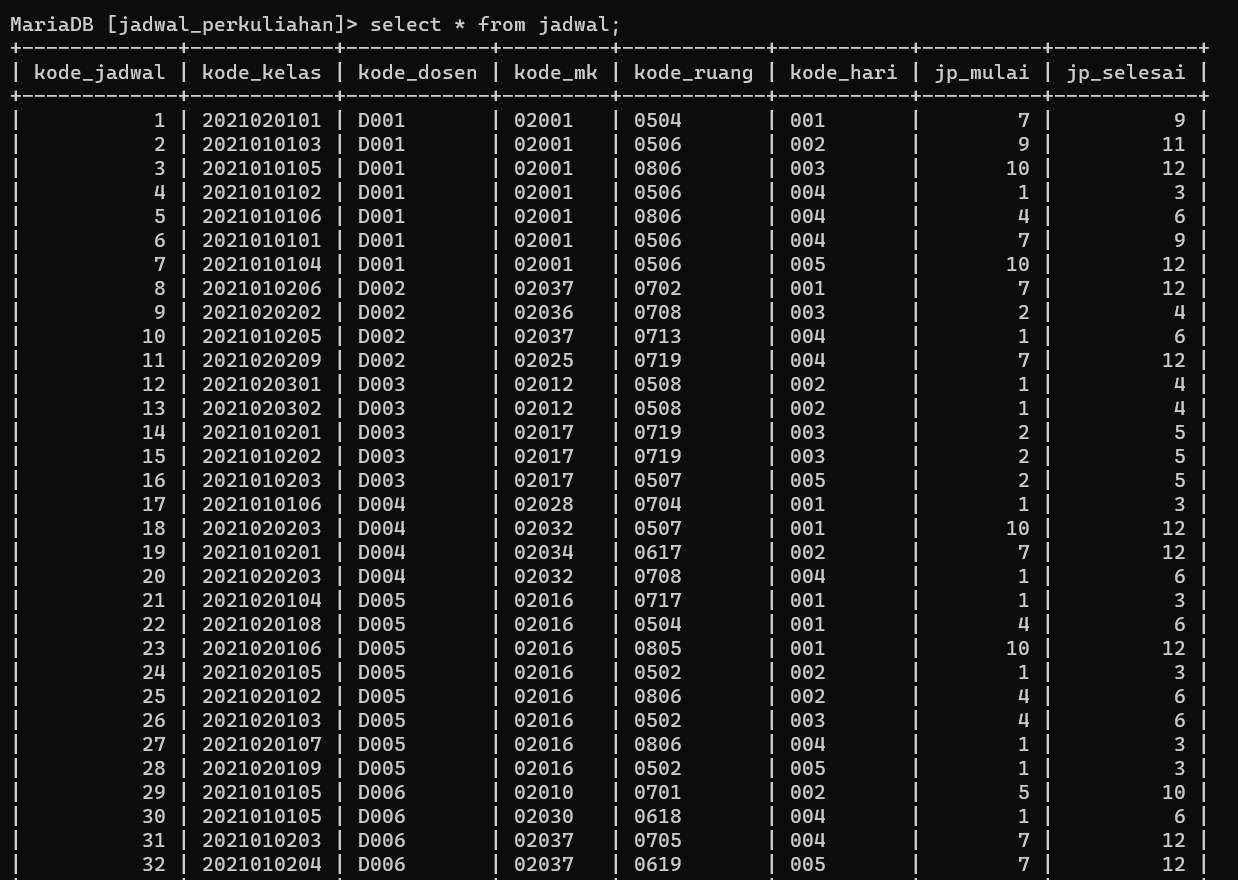 MariaDB [jadwal_perkuliahan]> select * from jadwal;
+-------------+------------+------------+---------+------------+-----------+----------+------------+
| kode_jadwal | kode_kelas | kode_dosen | kode_mk | kode_ruang | kode_hari | jp_mulai | jp_selesai |
+-------------+------------+------------+---------+------------+-----------+----------+------------+
|           1 | 2021020101 | D001       | 02001   | 0504       | 001       |        7 |          9 |
|           2 | 2021010103 | D001       | 02001   | 0506       | 002       |        9 |         11 |
|           3 | 2021010105 | D001       | 02001   | 0806       | 003       |       10 |         12 |
|           4 | 2021010102 | D001       | 02001   | 0506       | 004       |        1 |          3 |
|           5 | 2021010106 | D001       | 02001   | 0806       | 004       |        4 |          6 |
|           6 | 2021010101 | D001       | 02001   | 0506       | 004       |        7 |          9 |
|           7 | 2021010104 | D001       | 02001   | 0506       | 005       |       10 |         12 |
|           8 | 2021010206 | D002       | 02037   | 0702       | 001       |        7 |         12 |
|           9 | 2021020202 | D002       | 02036   | 0708       | 003       |        2 |          4 |
|          10 | 2021010205 | D002       | 02037   | 0713       | 004       |        1 |          6 |
|          11 | 2021020209 | D002       | 02025   | 0719       | 004       |        7 |         12 |
|          12 | 2021020301 | D003       | 02012   | 0508       | 002       |        1 |          4 |
|          13 | 2021020302 | D003       | 02012   | 0508       | 002       |        1 |          4 |
|          14 | 2021010201 | D003       | 02017   | 0719       | 003       |        2 |          5 |
|          15 | 2021010202 | D003       | 02017   | 0719       | 003       |        2 |          5 |
|          16 | 2021010203 | D003       | 02017   | 0507       | 005       |        2 |          5 |
|          17 | 2021010106 | D004       | 02028   | 0704       | 001       |        1 |          3 |
|          18 | 2021020203 | D004       | 02032   | 0507       | 001       |       10 |         12 |
|          19 | 2021010201 | D004       | 02034   | 0617       | 002       |        7 |         12 |
|          20 | 2021020203 | D004       | 02032   | 0708       | 004       |        1 |          6 |
|          21 | 2021020104 | D005       | 02016   | 0717       | 001       |        1 |          3 |
|          22 | 2021020108 | D005       | 02016   | 0504       | 001       |        4 |          6 |
|          23 | 2021020106 | D005       | 02016   | 0805       | 001       |       10 |         12 |
|          24 | 2021020105 | D005       | 02016   | 0502       | 002       |        1 |          3 |
|          25 | 2021020102 | D005       | 02016   | 0806       | 002       |        4 |          6 |
|          26 | 2021020103 | D005       | 02016   | 0502       | 003       |        4 |          6 |
|          27 | 2021020107 | D005       | 02016   | 0806       | 004       |        1 |          3 |
|          28 | 2021020109 | D005       | 02016   | 0502       | 005       |        1 |          3 |
|          29 | 2021010105 | D006       | 02010   | 0701       | 002       |        5 |         10 |
|          30 | 2021010105 | D006       | 02030   | 0618       | 004       |        1 |          6 |
|          31 | 2021010203 | D006       | 02037   | 0705       | 004       |        7 |         12 |
|          32 | 2021010204 | D006       | 02037   | 0619       | 005       |        7 |         12 |